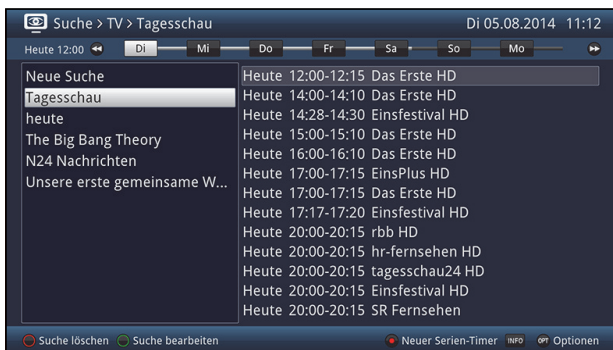 Suche > TV > Tagesschau Di 05.08.2014 11:12
Heute 12:00 Di Mi Do Fr Sa So Mo
Neue Suche
Tagesschau
heute
The Big Bang Theory
N24 Nachrichten
Unsere erste gemeinsame W...
Heute 12:00-12:15 Das Erste HD
Heute 14:00-14:10 Das Erste HD
Heute 14:28-14:30 Einsfestival HD
Heute 15:00-15:10 Das Erste HD
Heute 16:00-16:10 Das Erste HD
Heute 17:00-17:15 EinsPlus HD
Heute 17:00-17:15 Das Erste HD
Heute 17:17-17:20 Einsfestival HD
Heute 20:00-20:15 rbb HD
Heute 20:00-20:15 hr-fernsehen HD
Heute 20:00-20:15 tagesschau24 HD
Heute 20:00-20:15 Einsfestival HD
Heute 20:00-20:15 SR Fernsehen
Suche löschen Suche bearbeiten Neuer Serien-Timer INFO OPT Optionen